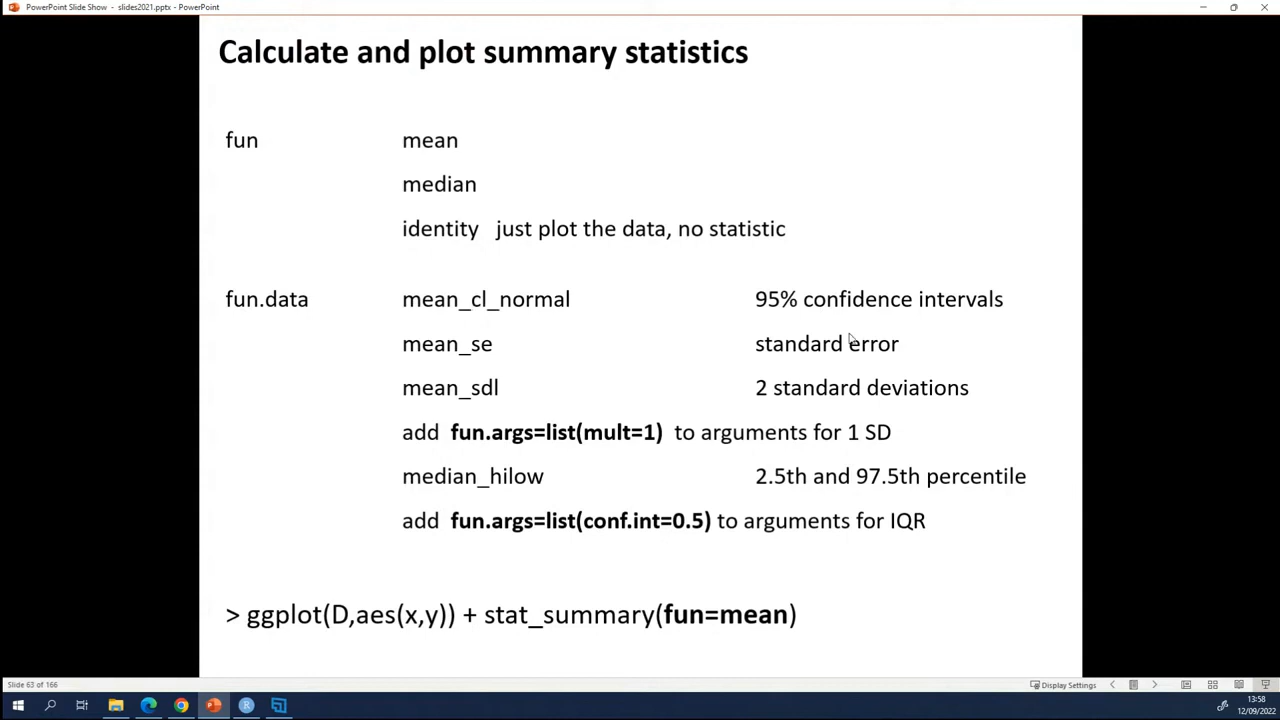 PowerPoint Slide Show - slides2021.pptx - PowerPoint
Calculate and plot summary statistics
fun mean
median
identity just plot the data, no statistic
fun.data mean_cl_normal 95% confidence intervals
mean_se standard error
mean_sdl 2 standard deviations
add fun.args=list(mult=1) to arguments for 1 SD
median_hilow 2.5th and 97.5th percentile
add fun.args=list(conf.int=0.5) to arguments for IQR
> ggplot(D,aes(x,y)) + stat_summary(fun=mean)
Slide 63 of 166 Display Settings
13:58
12/09/2022